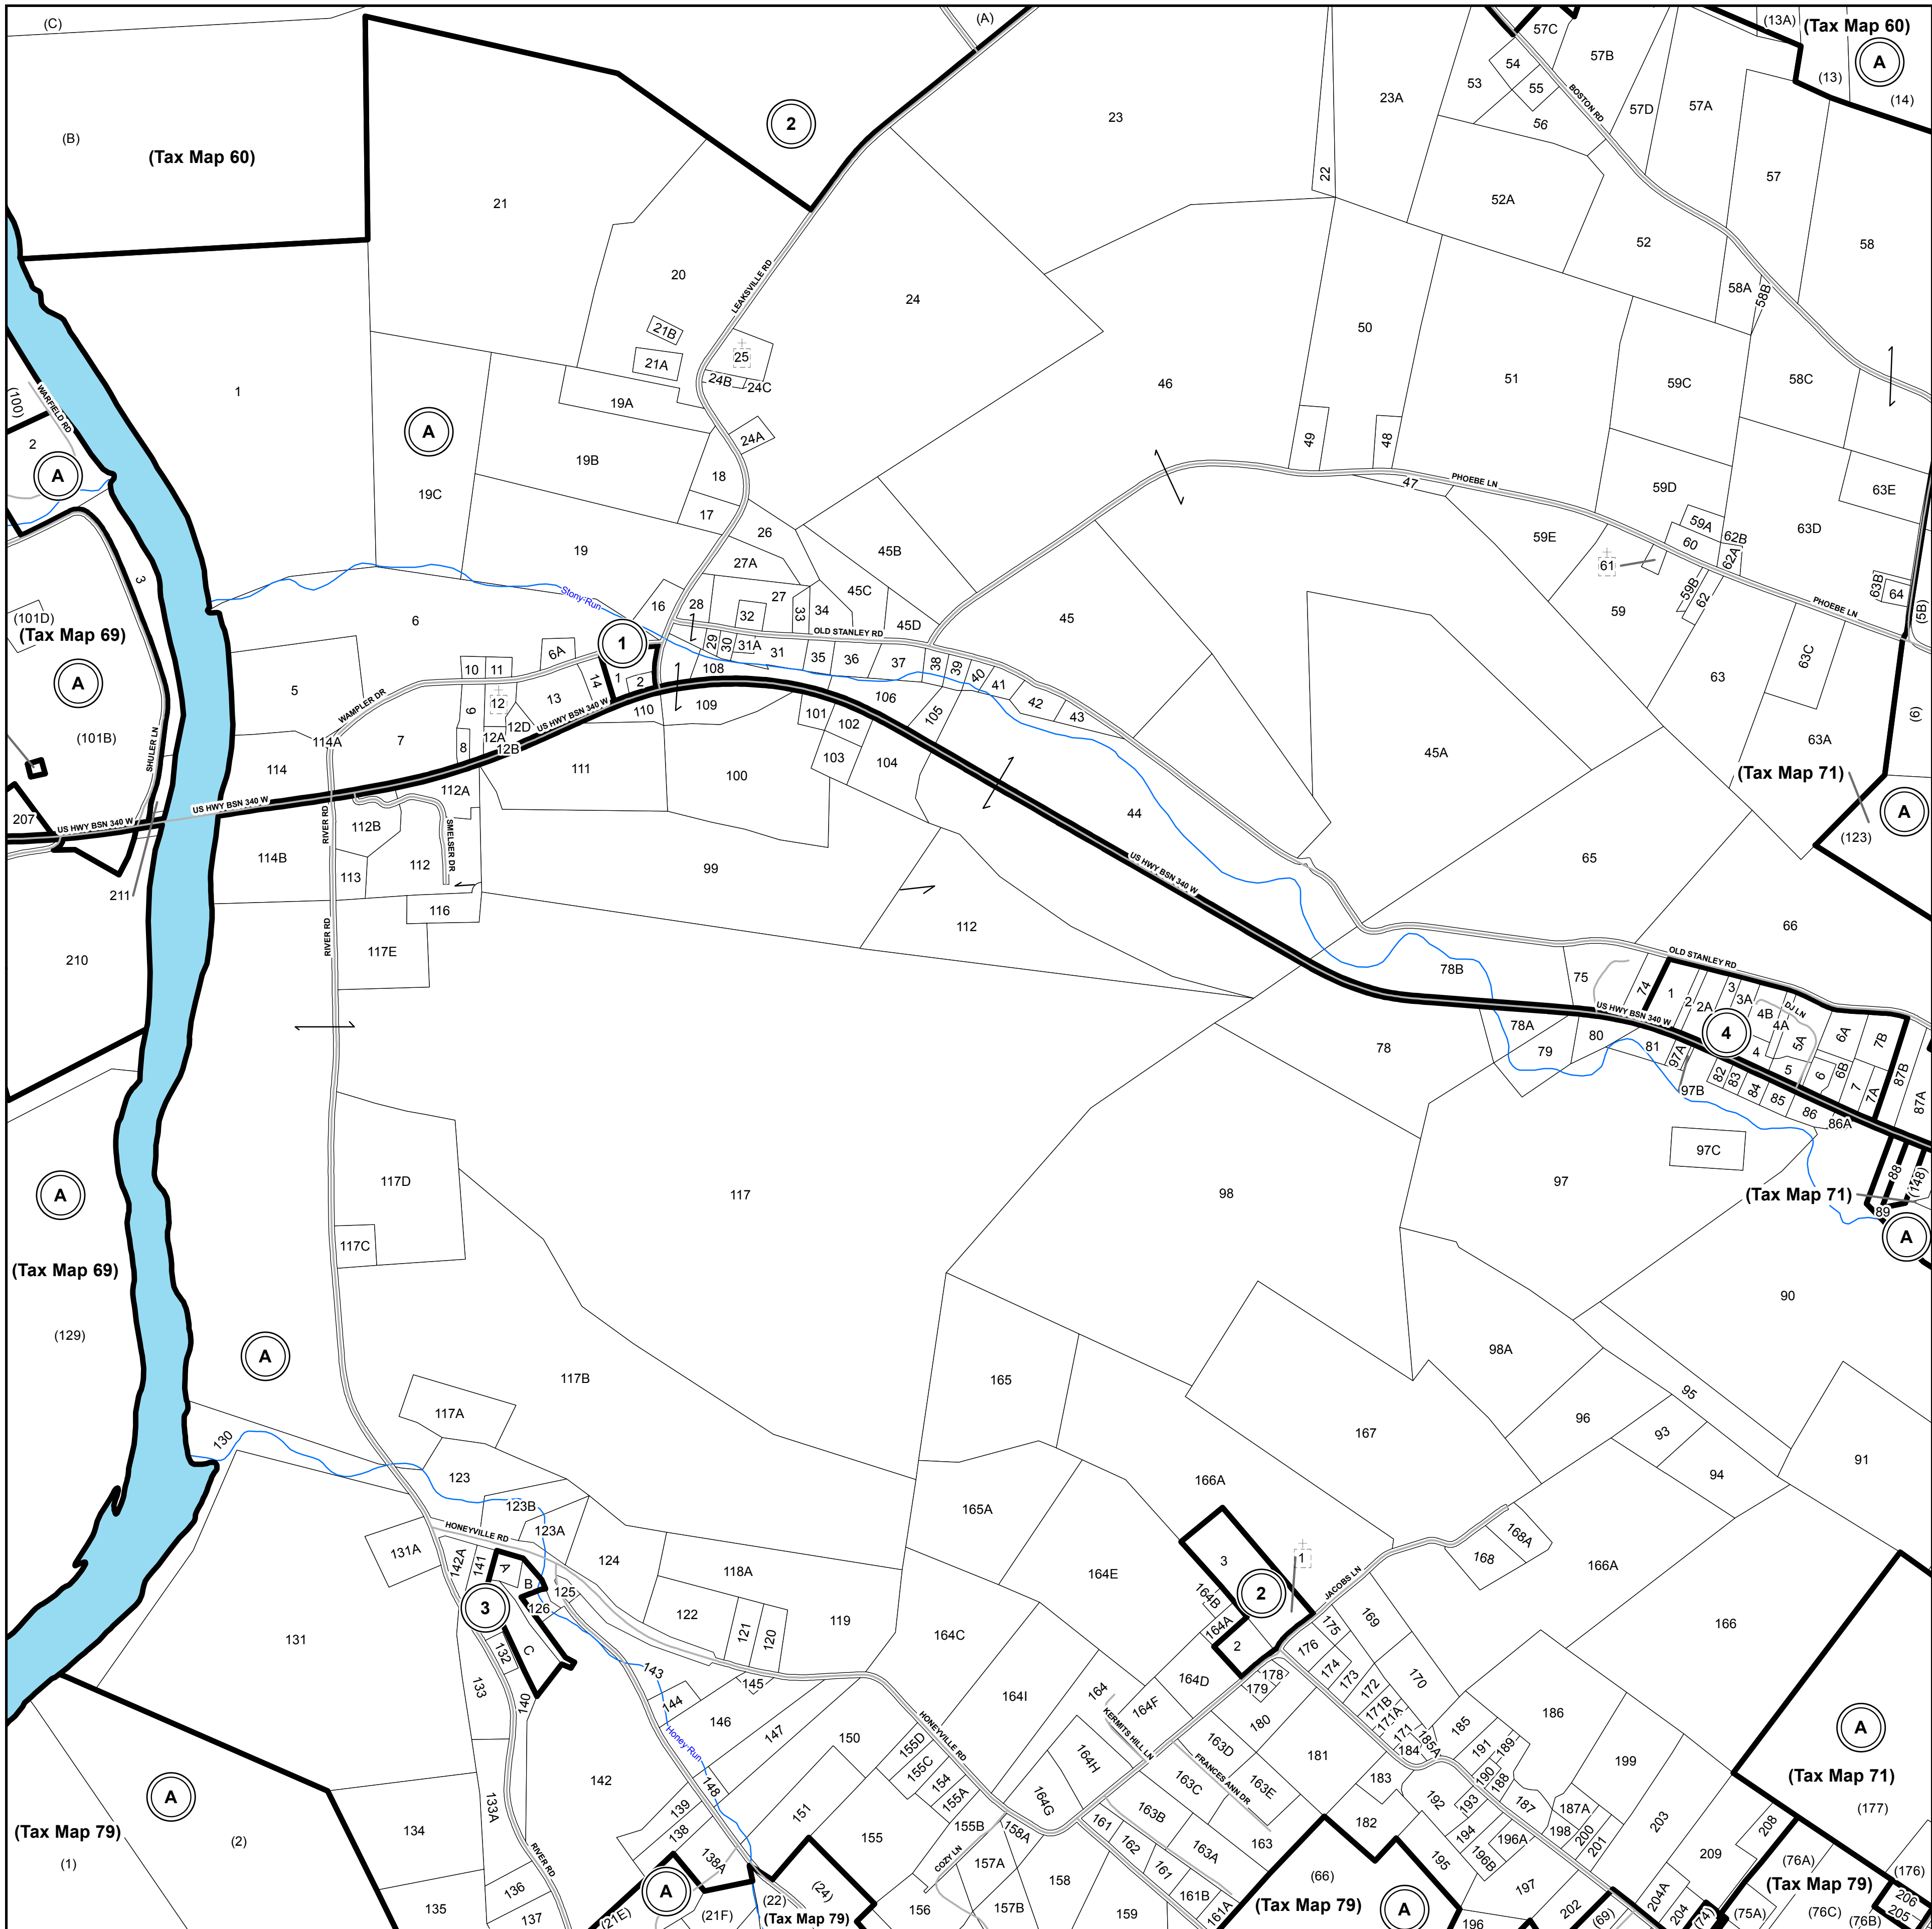 (C)
(A)
57C
(13A)
(Tax Map 60)
A
(B)
(Tax Map 60)
2
23
23A
53
54
55
57B
BOSTON RD
57D
57A
(13)
(14)
56
22
57
21
52A
52
58
20
LEAKSVILLE RD
24
50
58A
58B
21B
25
21A
24B
24C
46
51
59C
58C
1
WARFIELD RD
(100)
2
A
A
19A
24A
49
48
19B
18
19C
47
PHOEBE LN
59D
63E
17
26
59A
62B
63D
19
27A
45B
59E
60
62A
3
61
Stony Run
16
28
27
45C
59B
62
63B
64
(101D)
32
33
34
45D
45
59
PHOEBE LN
(5B)
(Tax Map 69)
6
1
OLD STANLEY RD
A
6A
29
30
31A
31
35
36
37
38
39
40
41
63C
10
11
14
1
2
108
63
5
12
13
106
42
WAMPLER DR
9
12D
US HWY BSN 340 W
110
109
101
102
105
43
(6)
(101B)
114A
7
8
12A
12B
63A
SHULER LN
114
111
100
103
104
45A
(Tax Map 71)
112A
US HWY BSN 340 W
44
A
207
US HWY BSN 340 W
RIVER RD
112B
SMELSER DR
(123)
114B
113
112
99
US HWY BSN 340 W
65
211
116
RIVER RD
112
66
117E
OLD STANLEY RD
210
78B
75
74
1
2
2A
3
3A
DJ LN
US HWY BSN 340 W
4B
4A
78A
80
4
5A
6A
7B
78
79
81
97A
4
5
6
6B
7
7A
87B
87A
82
83
84
85
86
86A
97B
97C
117D
97
88
(148)
A
117
98
(Tax Map 71)
89
A
117C
(Tax Map 69)
90
(129)
A
98A
117B
165
95
117A
96
93
167
130
94
91
123
166A
123B
165A
HONEYVILLE RD
123A
131A
142A
141
A
124
118A
164E
3
1
168A
168
166A
B
125
JACOBS LN
2
3
126
122
121
120
119
164B
169
166
131
C
132
164C
164A
2
175
176
143
174
170
145
164D
178
173
133
140
144
164I
164
179
172
146
164F
171B
186
147
HONEYVILLE RD
KERMITS HILL LN
180
171A
185
Honey Run
150
163D
171
185A
A
155D
164H
181
184
191
189
199
155C
163C
FRANCES ANN DR
163E
183
190
188
(Tax Map 71)
A
142
148
154
155A
164G
192
193
187
187A
(177)
139
151
163B
182
133A
161
194
198
200
203
208
(Tax Map 79)
134
138
155
155B
158A
162
163
196A
201
(2)
163A
195
196B
209
(1)
RIVER RD
138A
COZY LN
157A
(76A)
(176)
136
A
158
161
(66)
197
204A
(Tax Map 79)
206
(24)
(22)
161B
(Tax Map 79)
A
202
204
135
137
(21E)
(21F)
(Tax Map 79)
156
157B
159
161A
196
(69)
(74)
(75A)
(76C)
(76B)
205